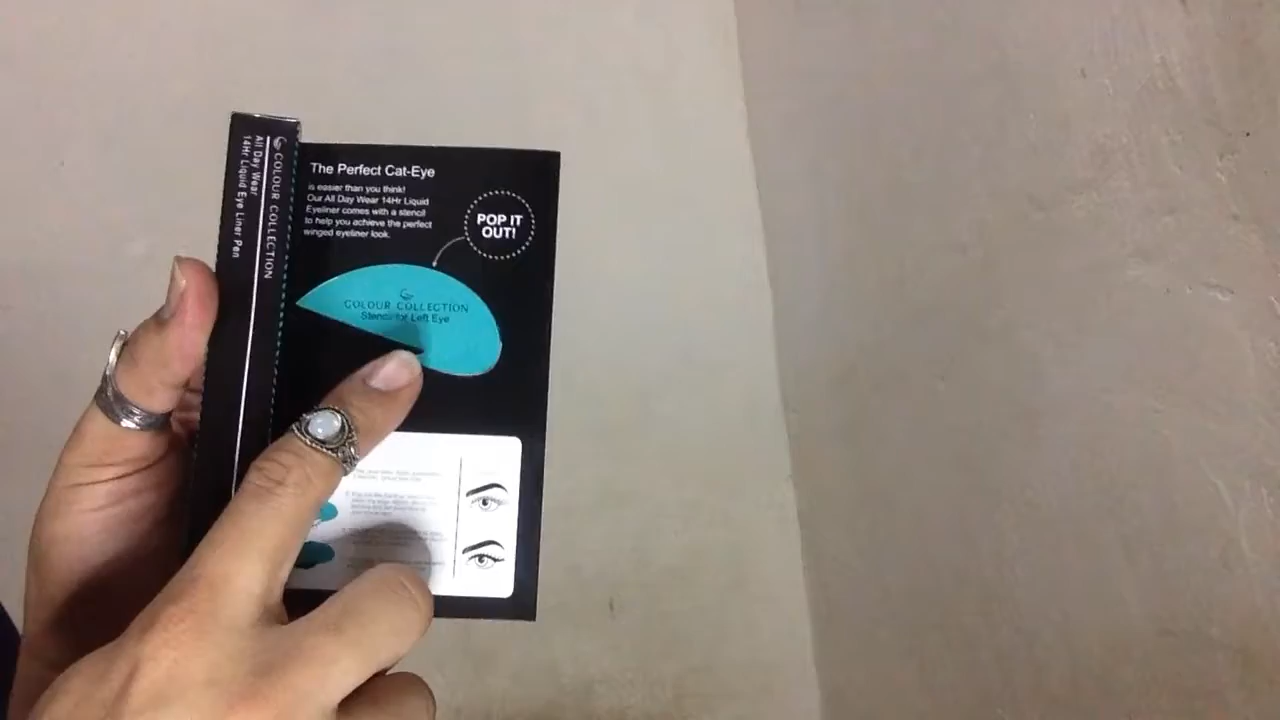 COLOUR COLLECTION
All Day Wear
14Hr Liquid Eye Liner Pen
The Perfect Cat-Eye
is easier than you think!
Our All Day Wear 14Hr Liquid
Eyeliner comes with a stencil
to help you achieve the perfect
winged eyeliner look.
POP IT
OUT!
COLOUR COLLECTION
Stencil for Left Eye